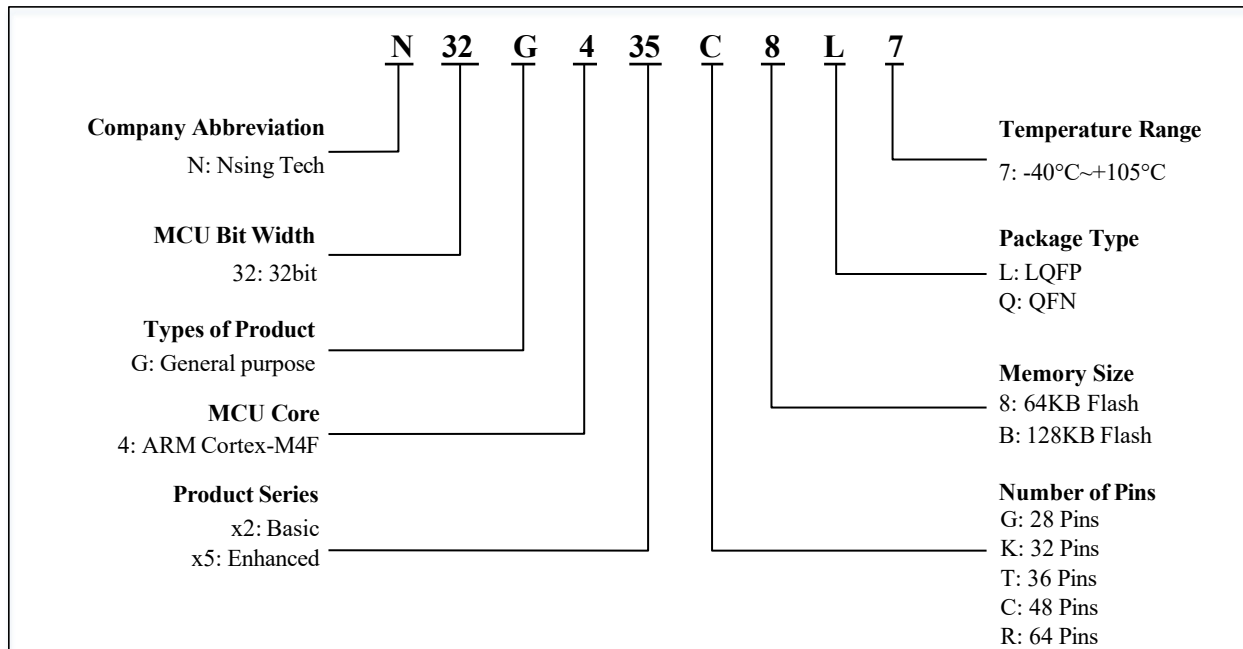 N 32 G 4 35 C 8 L 7
Company Abbreviation
N: Nsing Tech
MCU Bit Width
32: 32bit
Types of Product
G: General purpose
MCU Core
4: ARM Cortex-M4F
Product Series
x2: Basic
x5: Enhanced
Temperature Range
7: -40°C~+105°C
Package Type
L: LQFP
Q: QFN
Memory Size
8: 64KB Flash
B: 128KB Flash
Number of Pins
G: 28 Pins
K: 32 Pins
T: 36 Pins
C: 48 Pins
R: 64 Pins